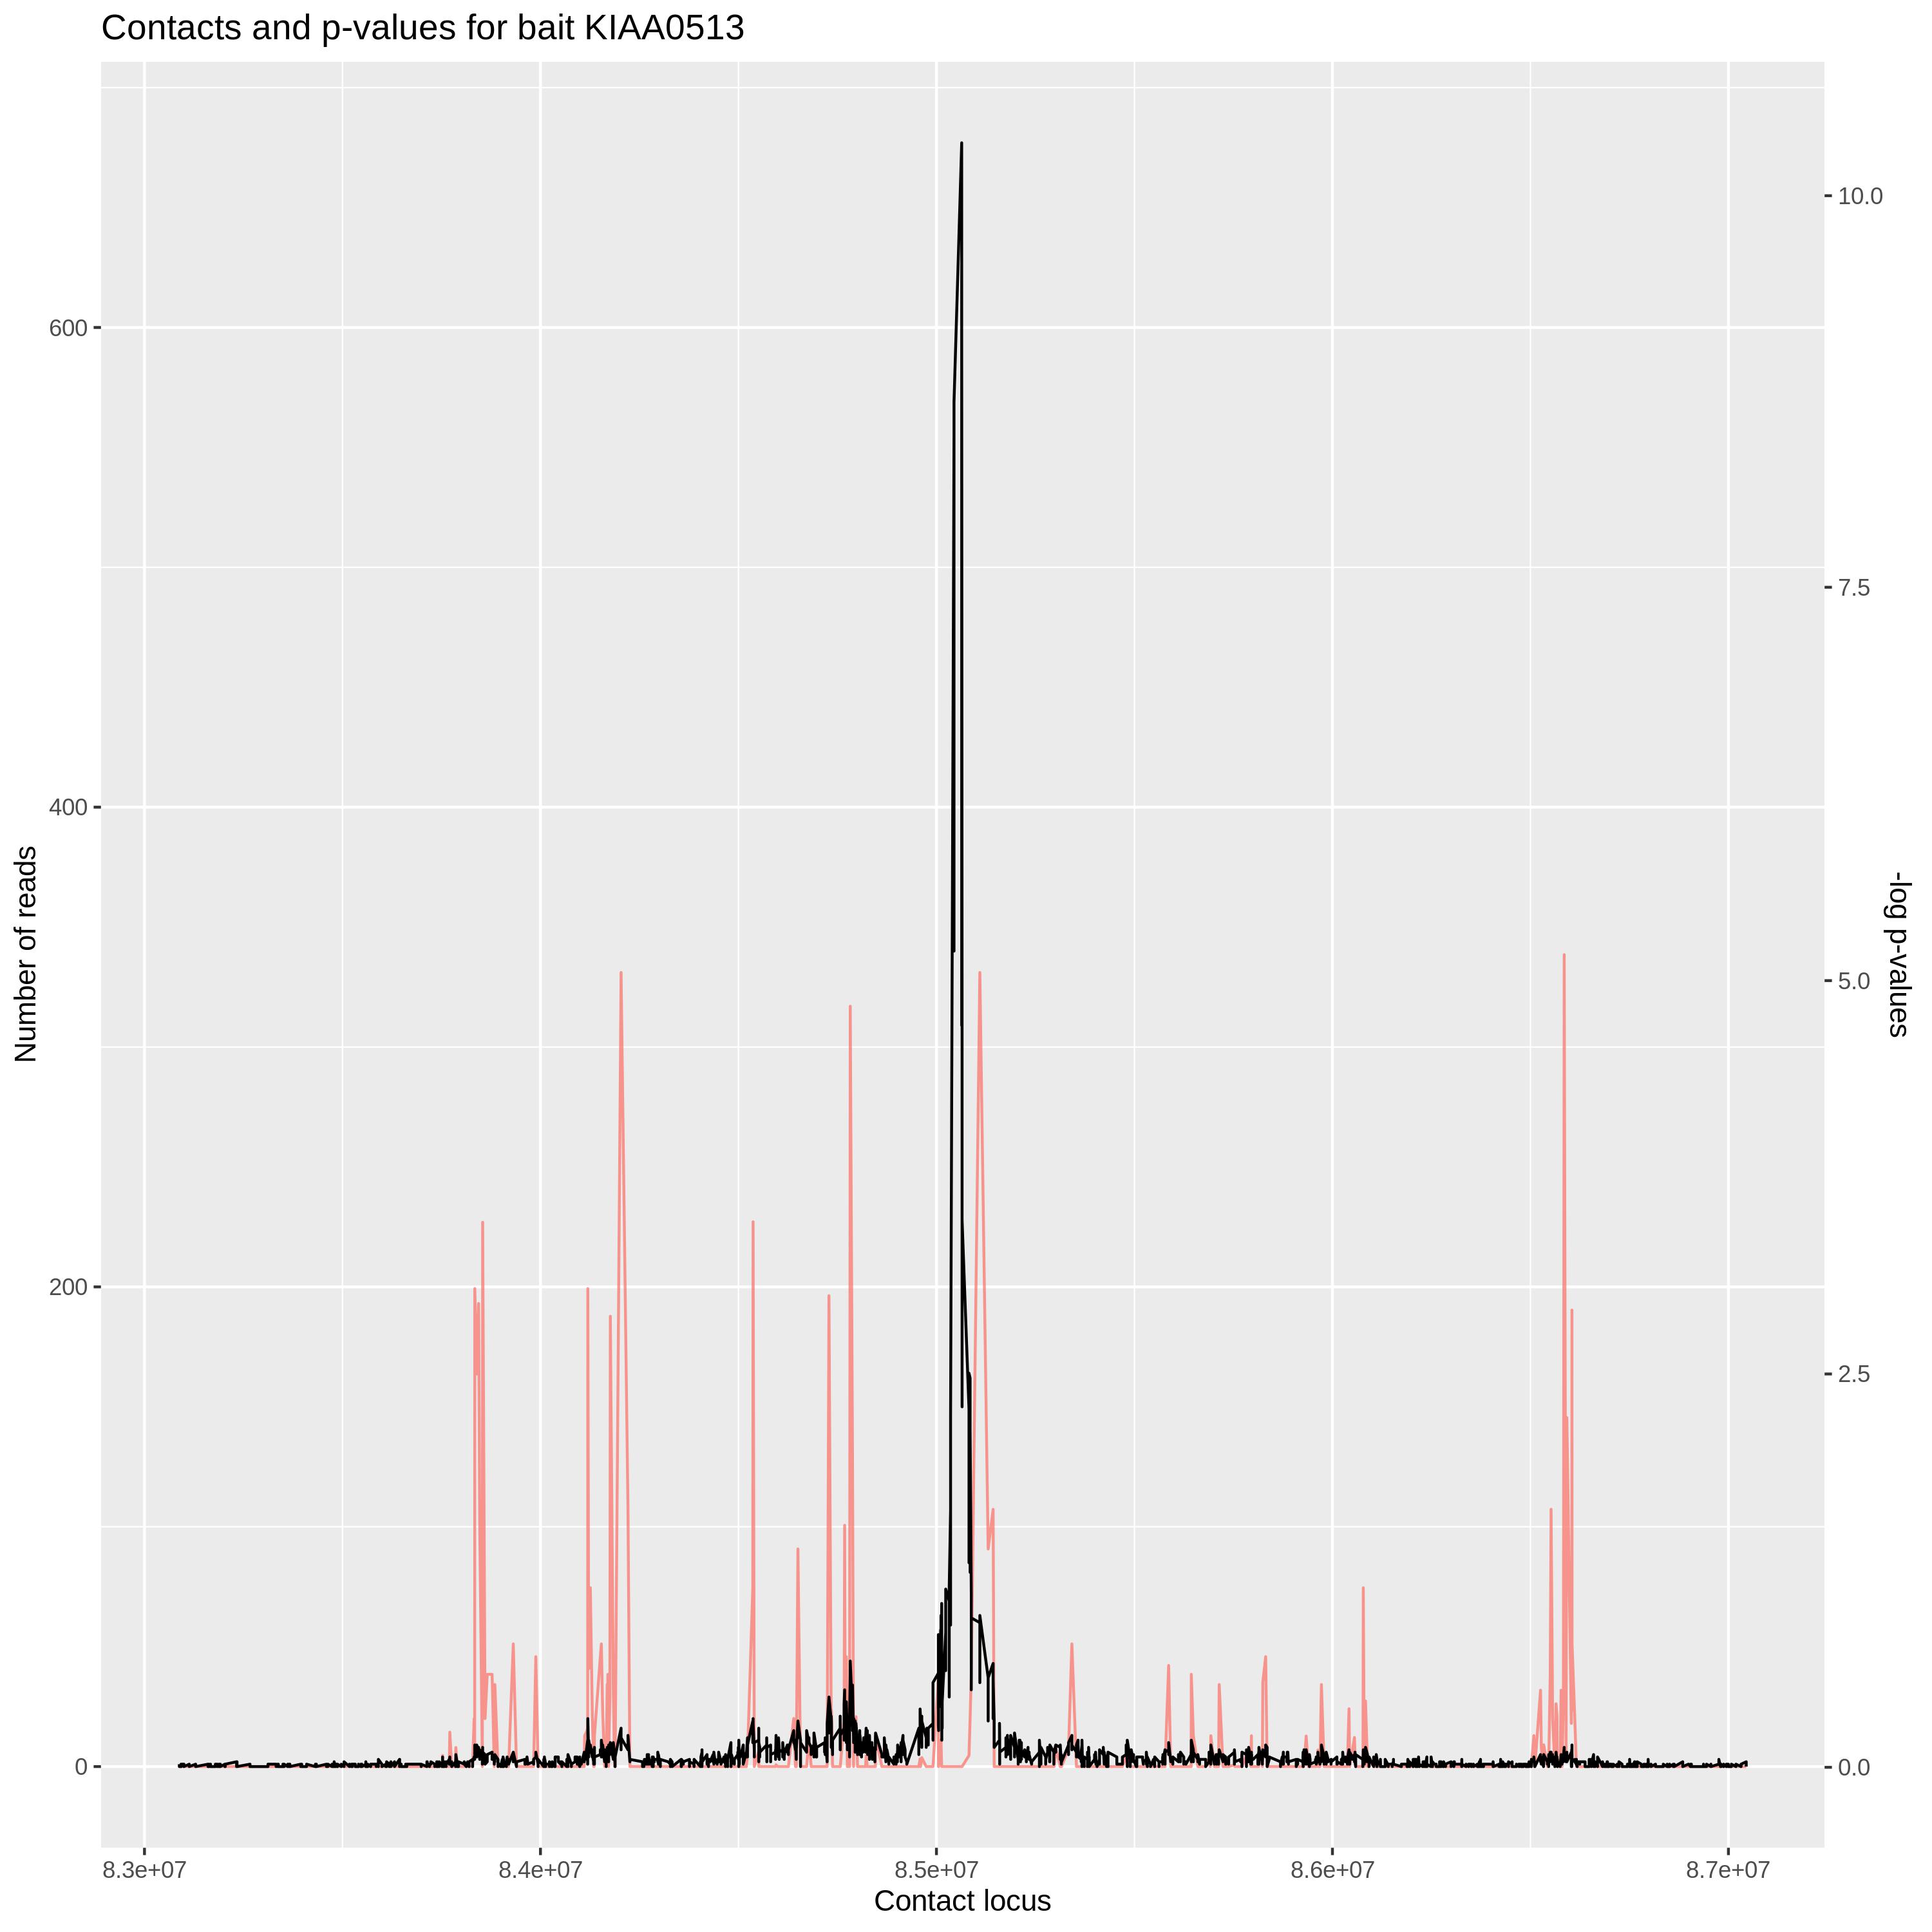 Contacts and p-values for bait KIAA0513
Number of reads
600
400
200
0
10.0
7.5
5.0
2.5
0.0
-log p-values
8.3e+07 8.4e+07 8.5e+07 8.6e+07 8.7e+07
Contact locus